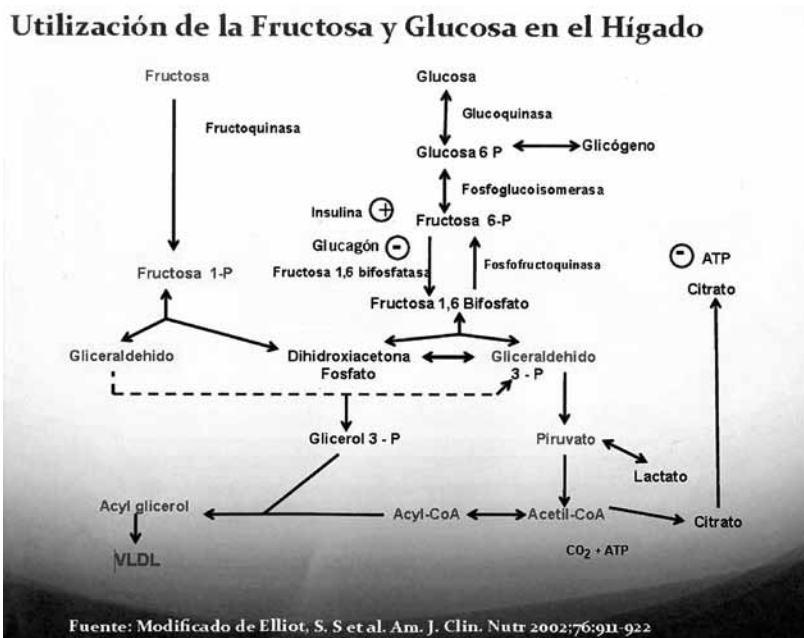 Utilización de la Fructosa y Glucosa en el Hígado
Fructosa
Glucosa
Fructoquinasa
Glucoquinasa
Glucosa 6 P
Glicógeno
Fosfoglucoisomerasa
Insulina +
Fructosa 6-P
Glucagón -
Fructosa 1,6 bifosfatasa
Fosfofructoquinasa
- ATP
Citrato
Fructosa 1-P
Fructosa 1,6 Bifosfato
Gliceraldehido
Dihidroxiacetona
Fosfato
Gliceraldehido
3 - P
Glicerol 3 - P
Piruvato
Lactato
Acyl glicerol
Acyl-CoA
Acetil-CoA
Citrato
VLDL
CO₂ + ATP
Fuente: Modificado de Elliot, S. S et al. Am. J. Clin. Nutr 2002;76:911-922